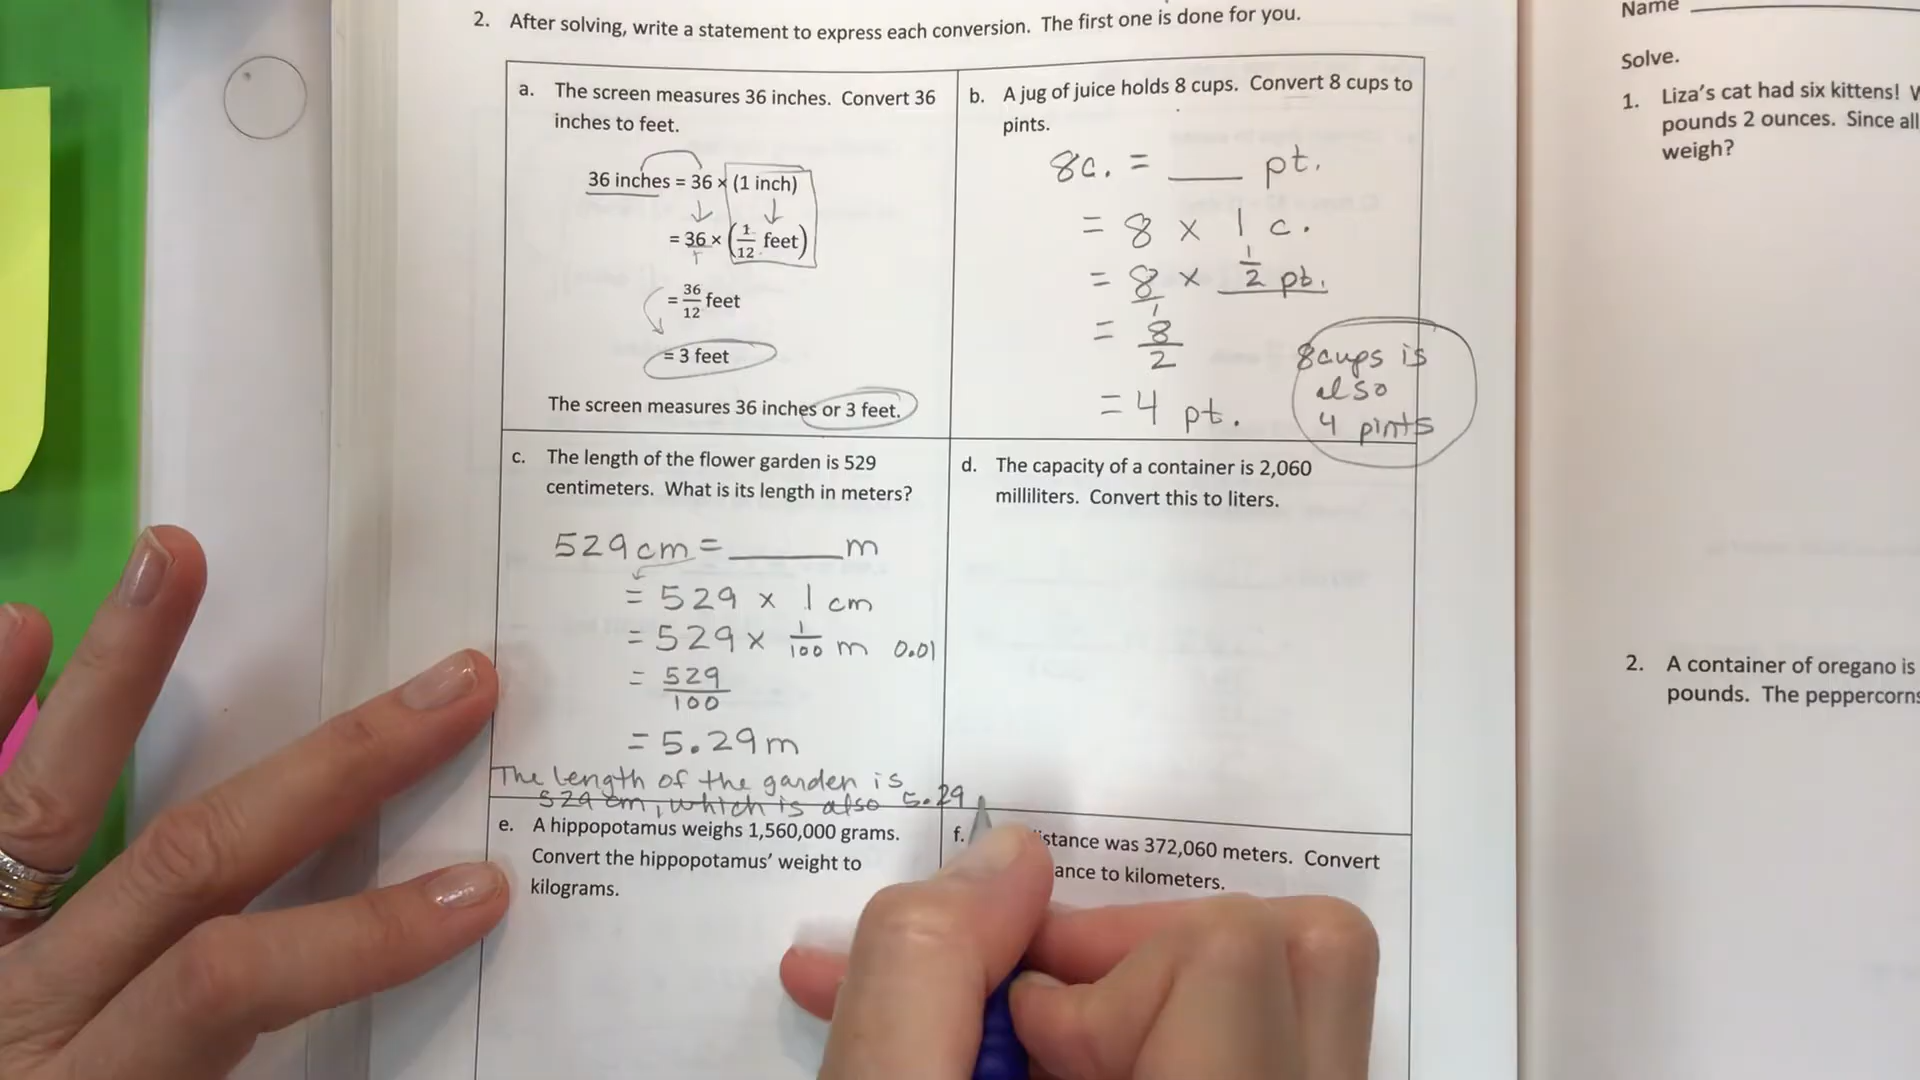 2. After solving, write a statement to express each conversion. The first one is done for you.
a. The screen measures 36 inches. Convert 36
inches to feet.
36 inches = 36 × (1 inch)
= 36 × (1/12 feet)
1
= 36/12 feet
= 3 feet
The screen measures 36 inches or 3 feet.
b. A jug of juice holds 8 cups. Convert 8 cups to
pints.
8c. = ____ pt.
= 8 × 1 c.
= 8/1 × 1/2 pt.
= 8/2
= 4 pt.
8cups is
also
4 pints
c. The length of the flower garden is 529
centimeters. What is its length in meters?
529cm = ______ m
= 529 × 1 cm
= 529 × 1/100 m 0.01
= 529/100
= 5.29m
The length of the garden is
529 cm, which is also 5.29
d. The capacity of a container is 2,060
milliliters. Convert this to liters.
e. A hippopotamus weighs 1,560,000 grams.
Convert the hippopotamus’ weight to
kilograms.
f. istance was 372,060 meters. Convert
ance to kilometers.
Name
Solve.
1. Liza’s cat had six kittens!
pounds 2 ounces. Since all
weigh?
2. A container of oregano is
pounds. The peppercorns